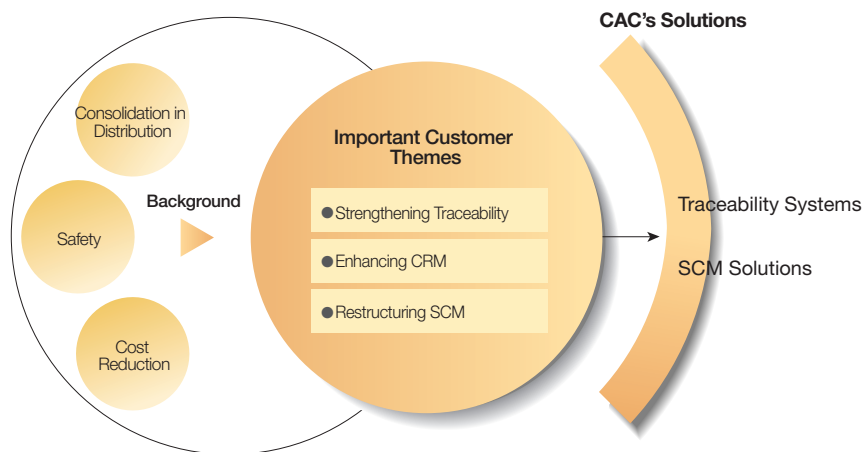 CAC's Solutions
Consolidation in
Distribution
Safety
Cost
Reduction
Background
Important Customer
Themes
●Strengthening Traceability
●Enhancing CRM
●Restructuring SCM
Traceability Systems
SCM Solutions